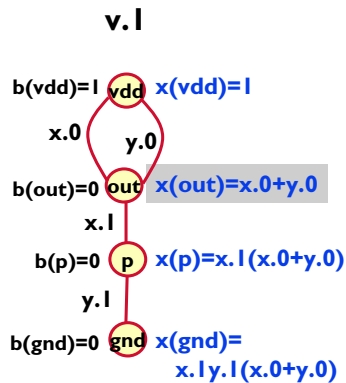 v.1
b(vdd)=1 vdd x(vdd)=1
x.0 y.0
b(out)=0 out x(out)=x.0+y.0
x.1
b(p)=0 p x(p)=x.1(x.0+y.0)
y.1
b(gnd)=0 gnd x(gnd)=
x.1y.1(x.0+y.0)